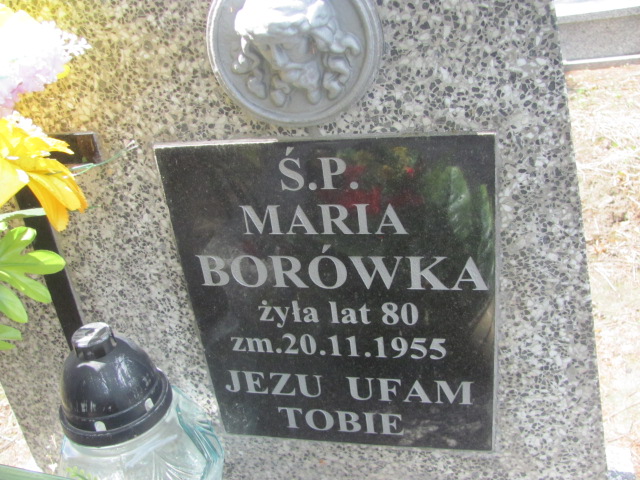 Ś.P.
MARIA
BORÓWKA
żyła lat 80
zm.20.11.1955
JEZU UFAM
TOBIE